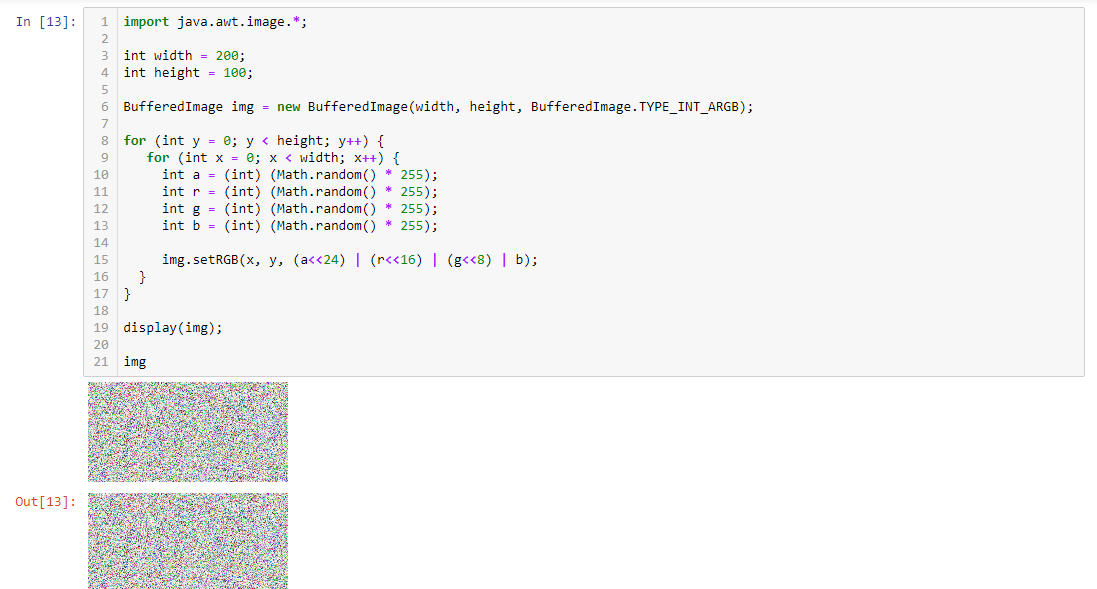 In [13]:
1 import java.awt.image.*;
2
3 int width = 200;
4 int height = 100;
5
6 BufferedImage img = new BufferedImage(width, height, BufferedImage.TYPE_INT_ARGB);
7
8 for (int y = 0; y < height; y++) {
9    for (int x = 0; x < width; x++) {
10      int a = (int) (Math.random() * 255);
11      int r = (int) (Math.random() * 255);
12      int g = (int) (Math.random() * 255);
13      int b = (int) (Math.random() * 255);
14
15      img.setRGB(x, y, (a<<24) | (r<<16) | (g<<8) | b);
16   }
17 }
18
19 display(img);
20
21 img
Out[13]: